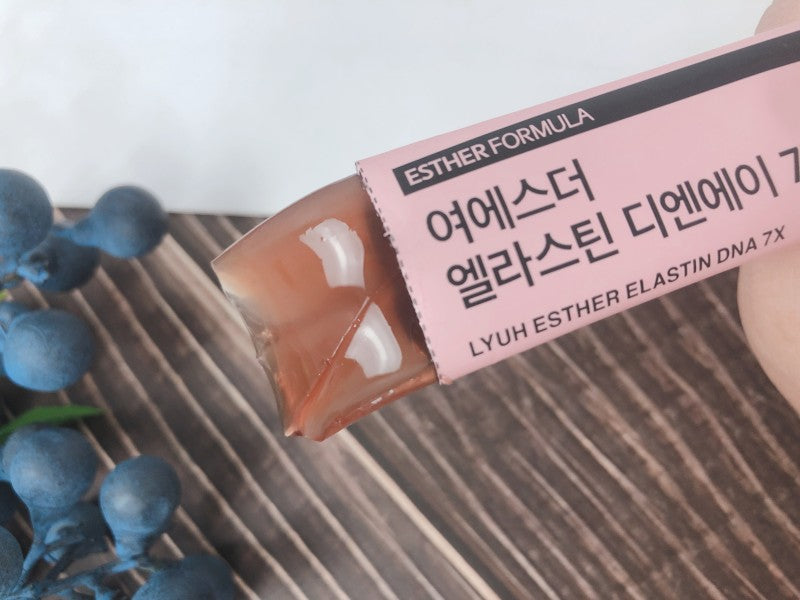 ESTHER FORMULA
여에스더
엘라스틴 디엔에이 7
LYUH ESTHER ELASTIN DNA 7X